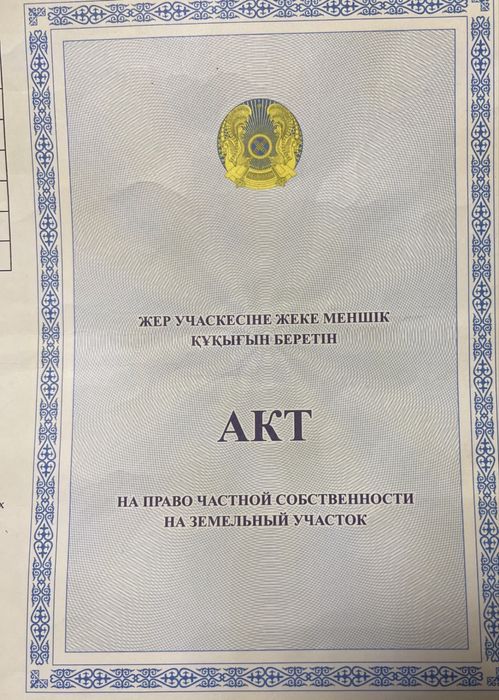 ЖЕР УЧАСКЕСІНЕ ЖЕКЕ МЕНШІК
ҚҰҚЫҒЫН БЕРЕТІН
АКТ
НА ПРАВО ЧАСТНОЙ СОБСТВЕННОСТИ
НА ЗЕМЕЛЬНЫЙ УЧАСТОК
х